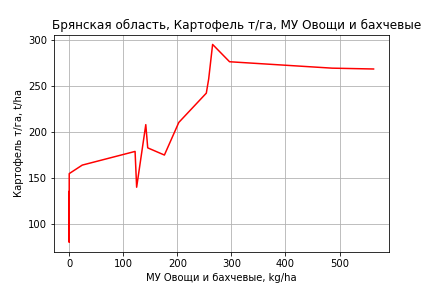 Брянская область, Картофель т/га, МУ Овощи и бахчевые
300
250
200
150
100
Картофель т/га, t/ha
0 100 200 300 400 500
МУ Овощи и бахчевые, kg/ha